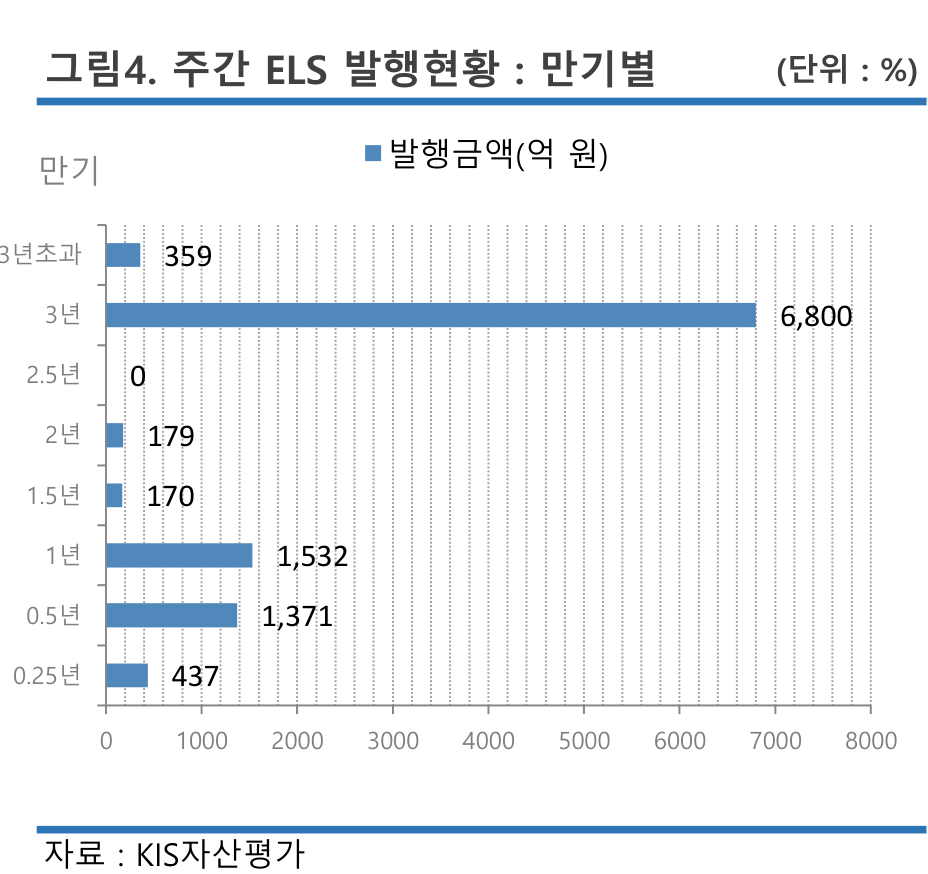 그림4. 주간 ELS 발행현황 : 만기별 (단위 : %)
발행금액(억 원)
만기
3년초과 359
3년 6,800
2.5년 0
2년 179
1.5년 170
1년 1,532
0.5년 1,371
0.25년 437
0 1000 2000 3000 4000 5000 6000 7000 8000
자료 : KIS자산평가